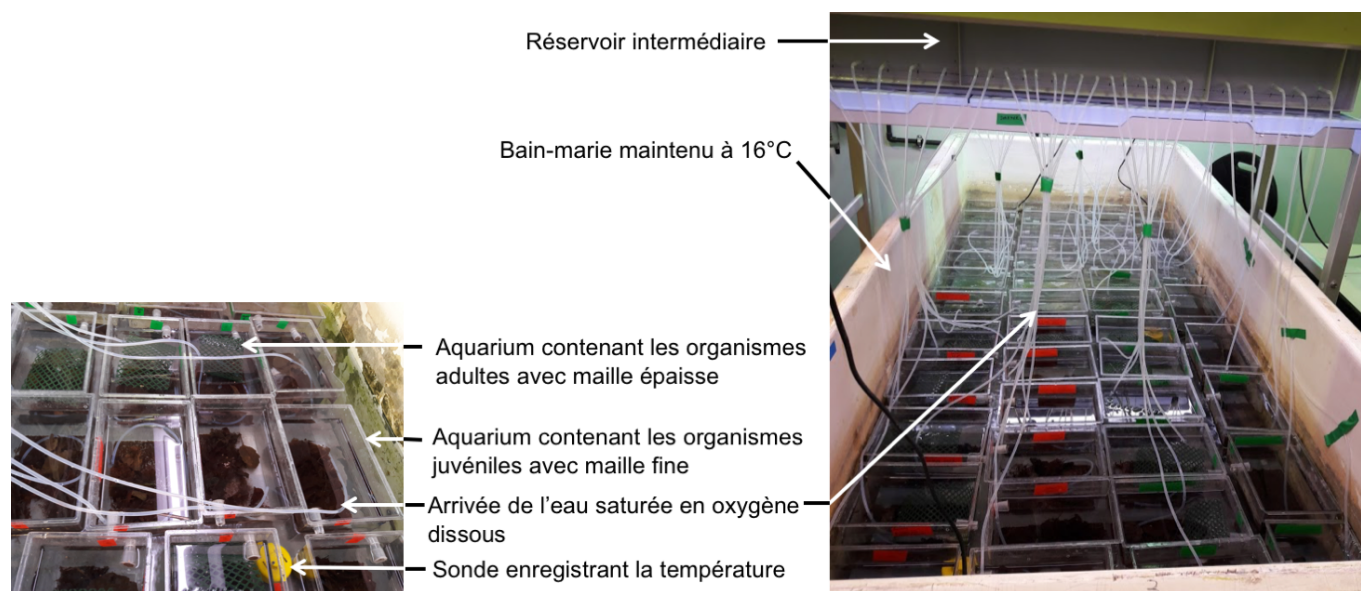 Réservoir intermédiaire
Bain-marie maintenu à 16°C
Aquarium contenant les organismes
adultes avec maille épaisse
Aquarium contenant les organismes
juvéniles avec maille fine
Arrivée de l'eau saturée en oxygène
dissous
Sonde enregistrant la température